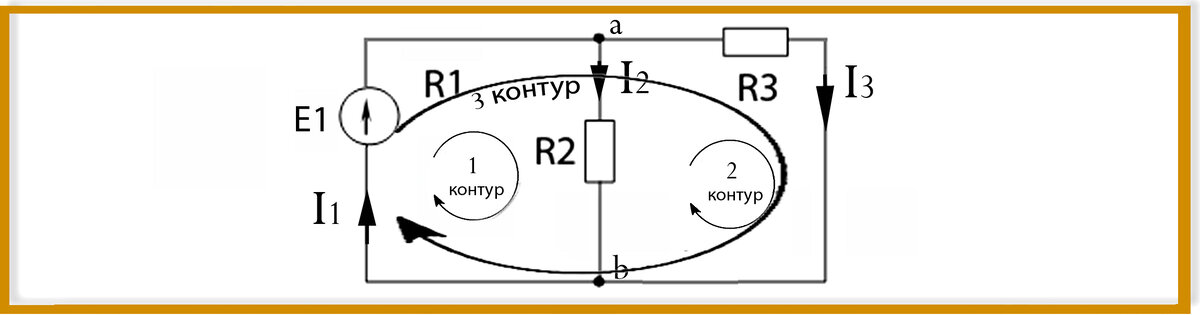 a
R1
3 контур
I2
R3
I3
E1
1
контур
R2
2
контур
I1
b